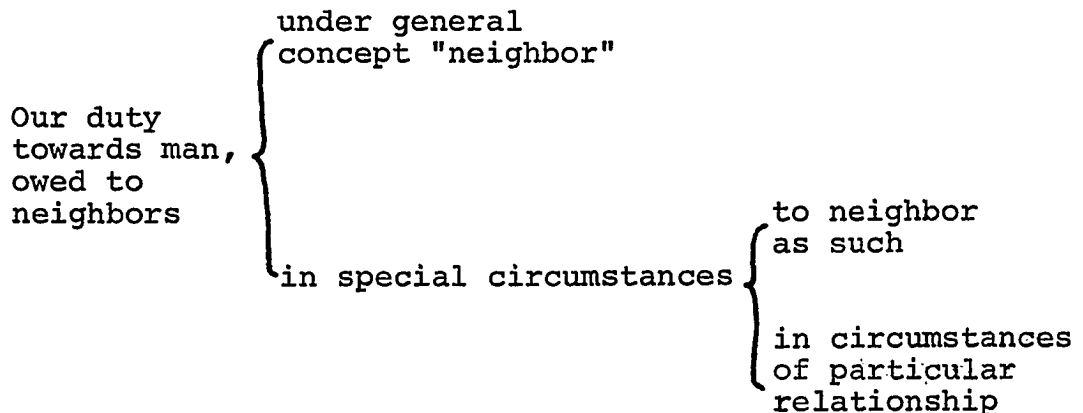 under general
concept "neighbor"
Our duty
towards man,
owed to
neighbors
to neighbor
as such
in special circumstances
in circumstances
of particular
relationship